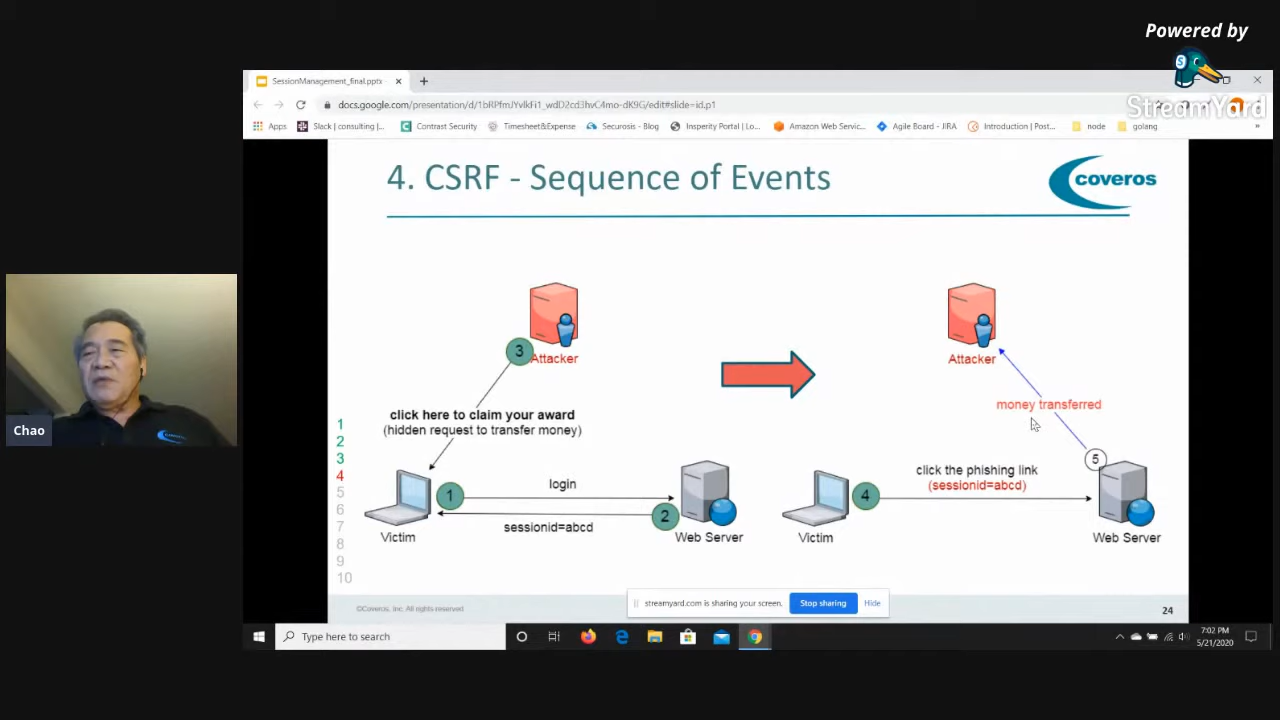 Powered by
StreamYard
SessionManagement_final.pptx
docs.google.com/presentation/d/1bRPfmJYvlkFi1_wdD2cd3hvC4mo-dK9G/edit#slide=id.p1
Apps
Slack | consulting |...
Contrast Security
Timesheet&Expense
Securosis - Blog
Insperity Portal | Lo...
Amazon Web Servic...
Agile Board - JIRA
Introduction | Post...
node
golang
4. CSRF - Sequence of Events
coveros
3
Attacker
Attacker
money transferred
click here to claim your award
(hidden request to transfer money)
1
2
3
4
5
6
7
8
9
10
1
login
2
sessionid=abcd
Victim
Web Server
4
click the phishing link
(sessionid=abcd)
5
Victim
Web Server
Chao
©Coveros, Inc. All rights reserved
streamyard.com is sharing your screen.
Stop sharing
Hide
24
Type here to search
7:02 PM
5/21/2020